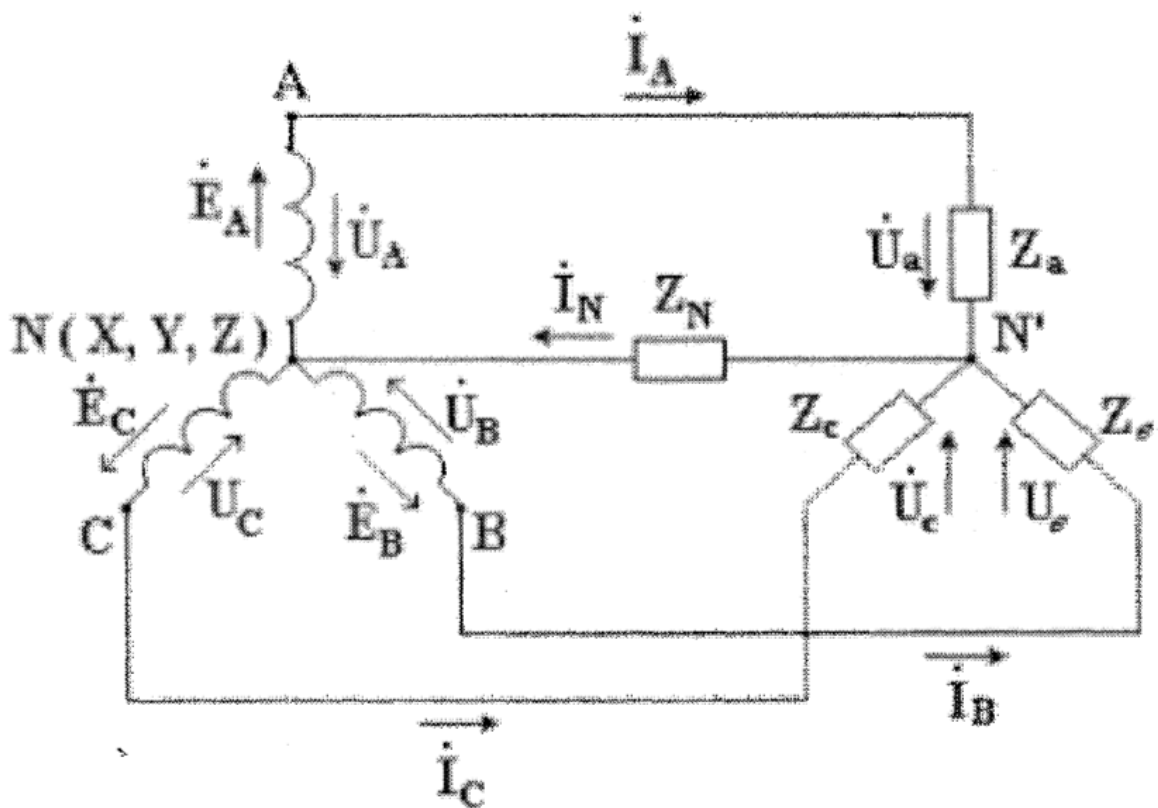 İ_A
A
Ė_A
U̇_A
U̇_a
Z_a
İ_N
Z_N
N(X, Y, Z)
N'
Ė_C
U_C
U̇_B
Ė_B
C
B
Z_c
Z_в
U̇_c
U_в
İ_B
İ_C